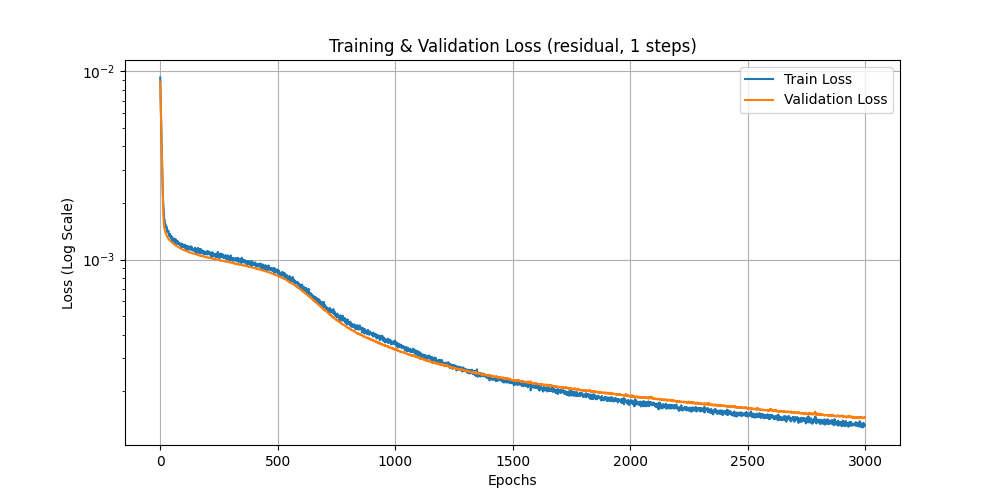 Training & Validation Loss (residual, 1 steps)
Train Loss
Validation Loss
Loss (Log Scale)
10⁻²
10⁻³
0 500 1000 1500 2000 2500 3000
Epochs